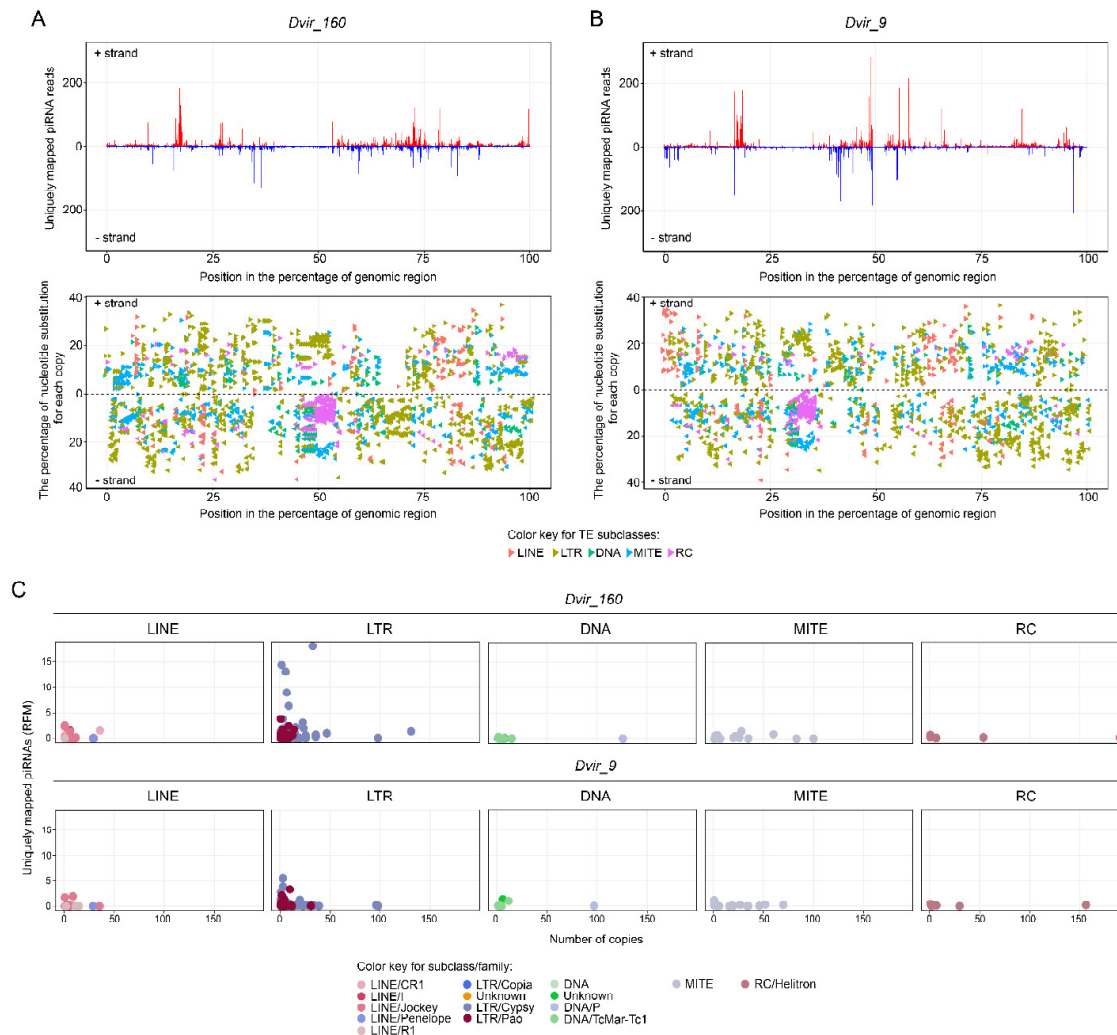 A
Dvir_160
B
Dvir_9
Uniquely mapped piRNA reads
+ strand
200
0
200
- strand
0
25
50
75
100
Position in the percentage of genomic region
Uniquely mapped piRNA reads
+ strand
200
0
200
- strand
0
25
50
75
100
Position in the percentage of genomic region
The percentage of nucleotide substitution
for each copy
40
+ strand
20
0
20
40
- strand
0
25
50
75
100
Position in the percentage of genomic region
The percentage of nucleotide substitution
for each copy
40
+ strand
20
0
20
40
- strand
0
25
50
75
100
Position in the percentage of genomic region
Color key for TE subclasses:
LINE LTR DNA MITE RC
C
Dvir_160
LINE LTR DNA MITE RC
15
10
5
0
Dvir_9
LINE LTR DNA MITE RC
15
10
5
0
Uniquely mapped piRNAs (RPM)
0 50 100 150 0 50 100 150 0 50 100 150 0 50 100 150 0 50 100 150
Number of copies
Color key for subclass/family:
LINE/CR1 LTR/Copia DNA MITE RC/Helitron
LINE/I Unknown Unknown
LINE/Jockey LTR/Gypsy DNA/P
LINE/Penelope LTR/Pao DNA/TcMar-Tc1
LINE/R1